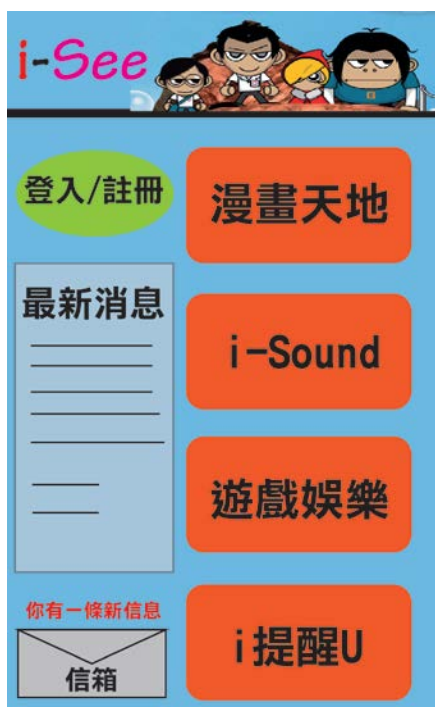 i-See
登入/註冊
漫畫天地
最新消息
i-Sound
遊戲娛樂
你有一條新信息
信箱
i提醒U